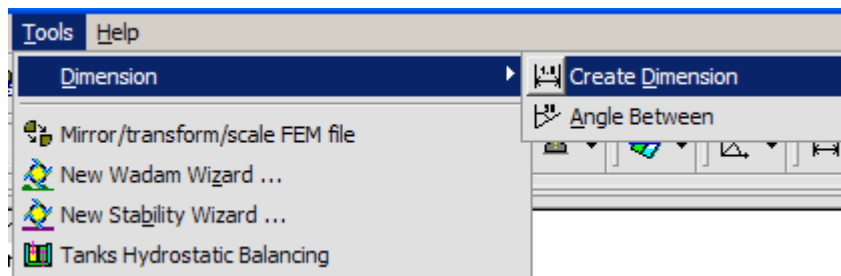 Tools Help
Dimension
Create Dimension
Angle Between
Mirror/transform/scale FEM file
New Wadam Wizard ...
New Stability Wizard ...
Tanks Hydrostatic Balancing